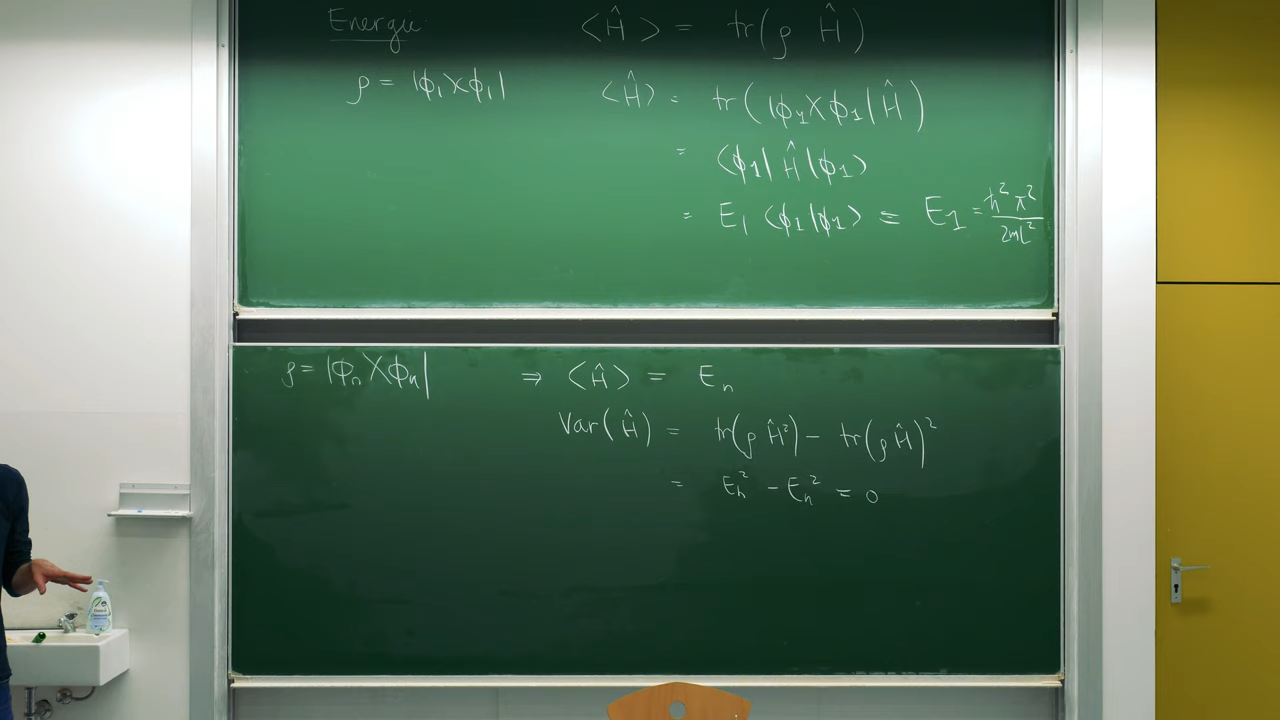 Energie
⟨Ĥ⟩ = tr(ρ Ĥ)
ρ = |ϕ₁⟩⟨ϕ₁| ⟨Ĥ⟩ = tr(|ϕ₁⟩⟨ϕ₁|Ĥ)
= ⟨ϕ₁|Ĥ|ϕ₁⟩
= E₁⟨ϕ₁|ϕ₁⟩ = E₁ = ℏ²π²/2mL²
ρ = |ϕₙ⟩⟨ϕₙ| ⇒ ⟨Ĥ⟩ = Eₙ
Var(Ĥ) = tr(ρ Ĥ²) − tr(ρ Ĥ)²
= Eₙ² − Eₙ² = 0